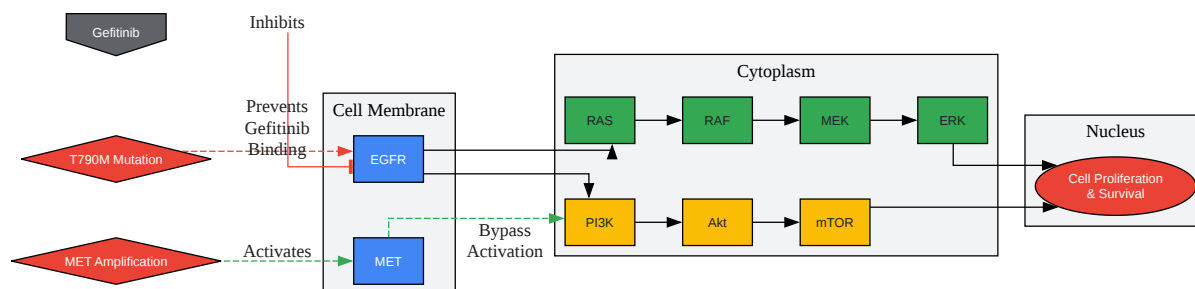 Gefitinib
Inhibits
Cytoplasm
Cell Membrane
Prevents
Gefitinib
Binding
RAS
RAF
MEK
ERK
Nucleus
T790M Mutation
EGFR
Cell Proliferation
& Survival
PI3K
Akt
mTOR
Bypass
Activation
MET Amplification
Activates
MET